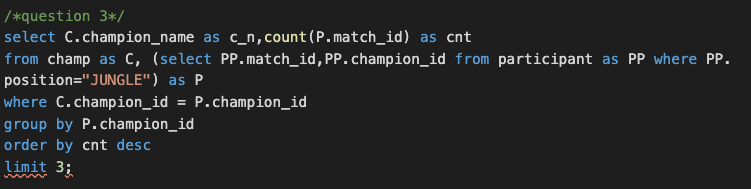 /*question 3*/
select C.champion_name as c_n,count(P.match_id) as cnt
from champ as C, (select PP.match_id,PP.champion_id from participant as PP where PP.
position="JUNGLE") as P
where C.champion_id = P.champion_id
group by P.champion_id
order by cnt desc
limit 3;